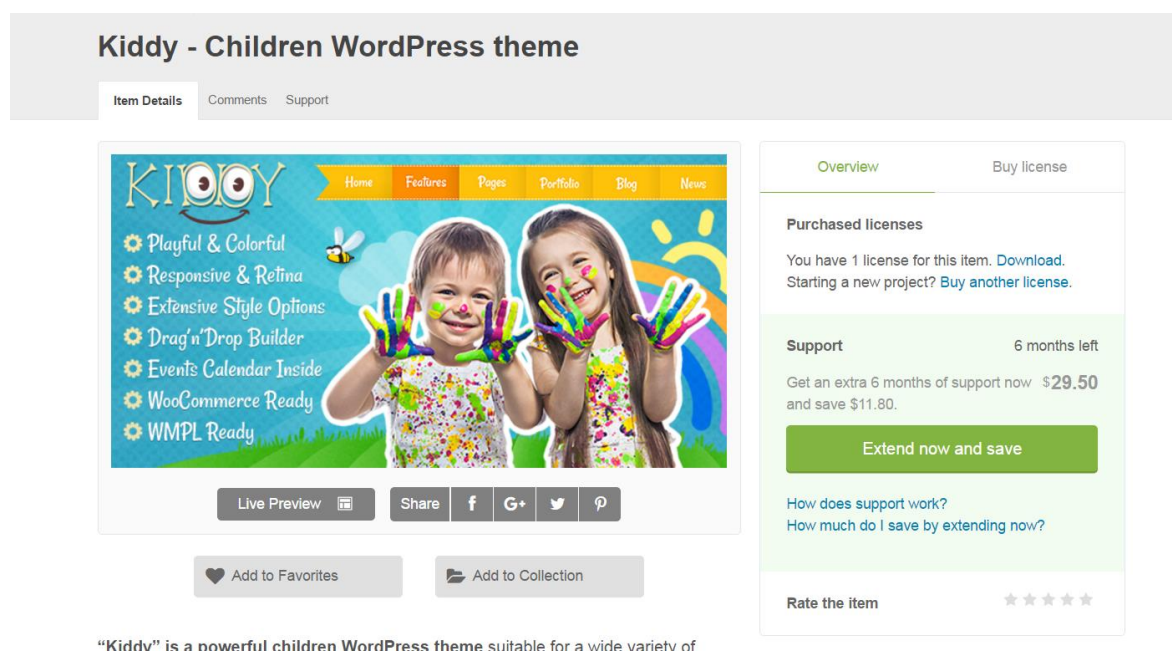 Kiddy - Children WordPress theme
Item Details Comments Support
KIDDY
Home Features Pages Portfolio Blog News
Playful & Colorful
Responsive & Retina
Extensive Style Options
Drag'n'Drop Builder
Events Calendar Inside
WooCommerce Ready
WMPL Ready
Live Preview
Share f G+
Add to Favorites
Add to Collection
“Kiddy” is a powerful children WordPress theme suitable for a wide variety of
Overview Buy license
Purchased licenses
You have 1 license for this item. Download.
Starting a new project? Buy another license.
Support 6 months left
Get an extra 6 months of support now $29.50
and save $11.80.
Extend now and save
How does support work?
How much do I save by extending now?
Rate the item